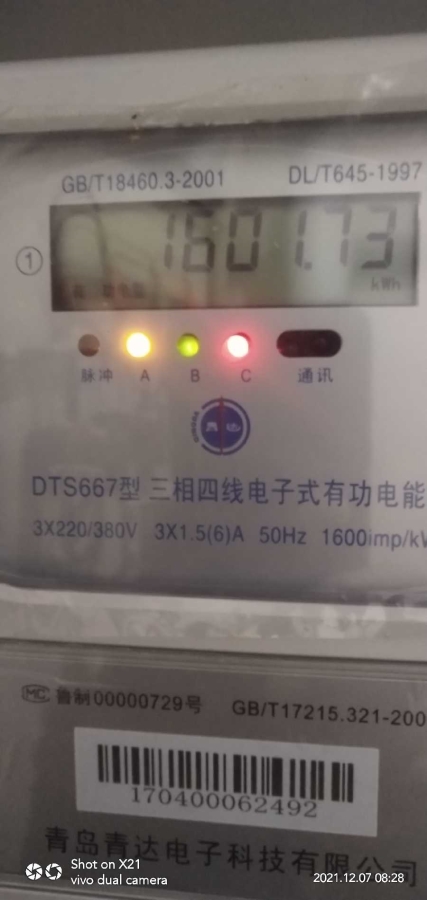 GB/T18460.3-2001 DL/T645-1997
① 1601.73
kWh
脉冲 A B C 通讯
DTS667型 三相四线电子式有功电能
3X220/380V 3X1.5(6)A 50Hz 1600imp/kW
MC 鲁制00000729号 GB/T17215.321-200
170400062492
青岛青达电子科技有限公司
Shot on X21
vivo dual camera
2021.12.07 08:28